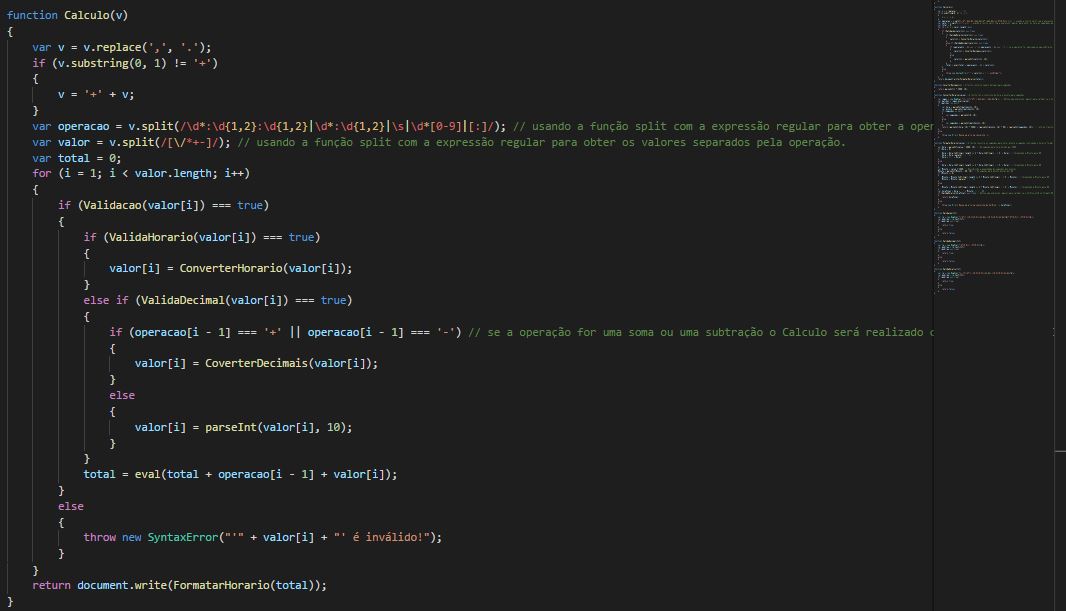 function Calculo(v)
{
    var v = v.replace(',', '.');
    if (v.substring(0, 1) != '+')
    {
        v = '+' + v;
    }
    var operacao = v.split(/\d*:\d{1,2}:\d{1,2}|\d*:\d{1,2}|\s|\d*[0-9]|[:]/); // usando a função split com a expressão regular para obter a oper
    var valor = v.split(/[\/*+-]/); // usando a função split com a expressão regular para obter os valores separados pela operação.
    var total = 0;
    for (i = 1; i < valor.length; i++)
    {
        if (Validacao(valor[i]) === true)
        {
            if (ValidaHorario(valor[i]) === true)
            {
                valor[i] = ConverterHorario(valor[i]);
            }
            else if (ValidaDecimal(valor[i]) === true)
            {
                if (operacao[i - 1] === '+' || operacao[i - 1] === '-') // se a operação for uma soma ou uma subtração o Calculo será realizado c
                {
                    valor[i] = CoverterDecimais(valor[i]);
                }
                else
                {
                    valor[i] = parseInt(valor[i], 10);
                }
            }
            total = eval(total + operacao[i - 1] + valor[i]);
        }
        else
        {
            throw new SyntaxError("'" + valor[i] + "' é inválido!");
        }
    }
    return document.write(FormatarHorario(total));
}